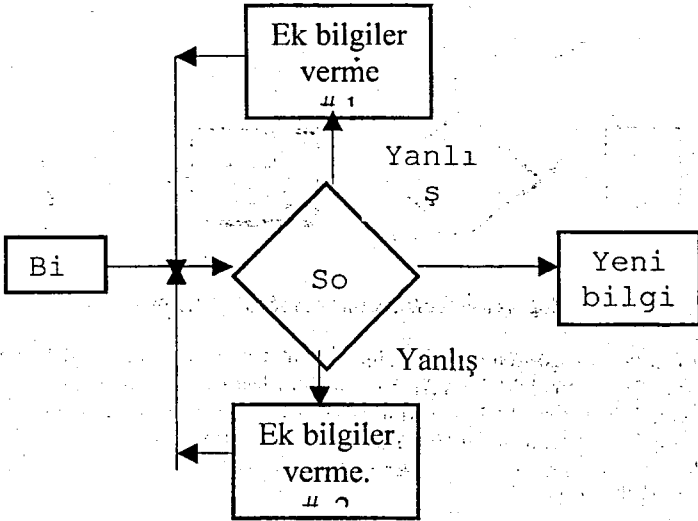 Ek bilgiler
verme
Yanlı
ş
Bi
So
Yeni
bilgi
Yanlış
Ek bilgiler
verme.